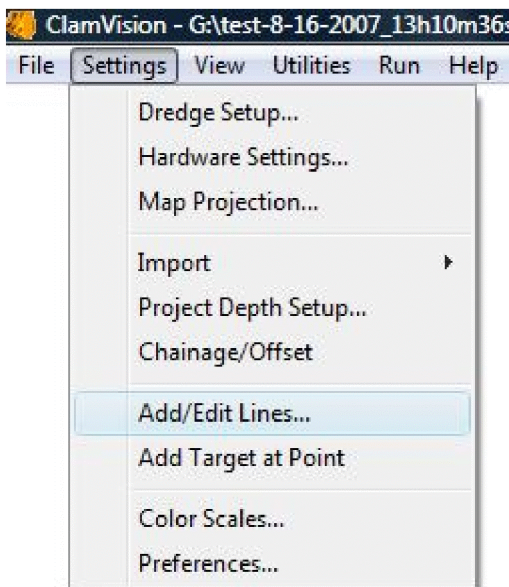 ClamVision - G:\test-8-16-2007_13h10m36s
File Settings View Utilities Run Help
Dredge Setup...
Hardware Settings...
Map Projection...
Import
Project Depth Setup...
Chainage/Offset
Add/Edit Lines...
Add Target at Point
Color Scales...
Preferences...